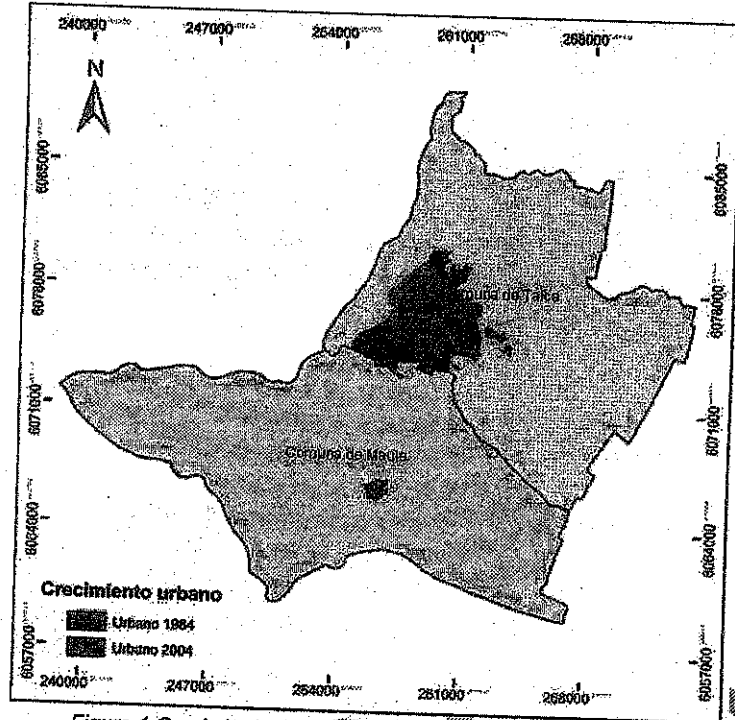 240000 247000 254000 261000 268000
N
6085000 6085000
6078000 6078000
Comuna de Talca
6071000 6071000
Comuna de Maule
6064000 6064000
Crecimiento urbano
Urbano 1984
Urbano 2004
6057000 6057000
240000 247000 254000 261000 268000